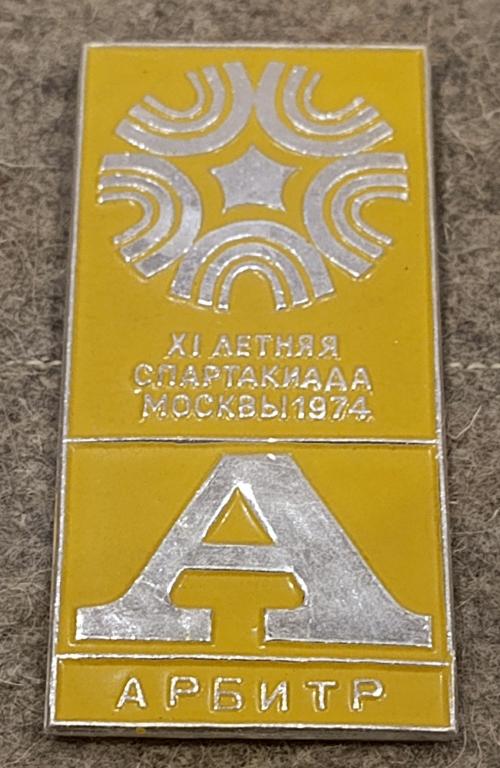 XI ЛЕТНЯЯ
СПАРТАКИАДА
МОСКВЫ 1974
А
АРБИТР